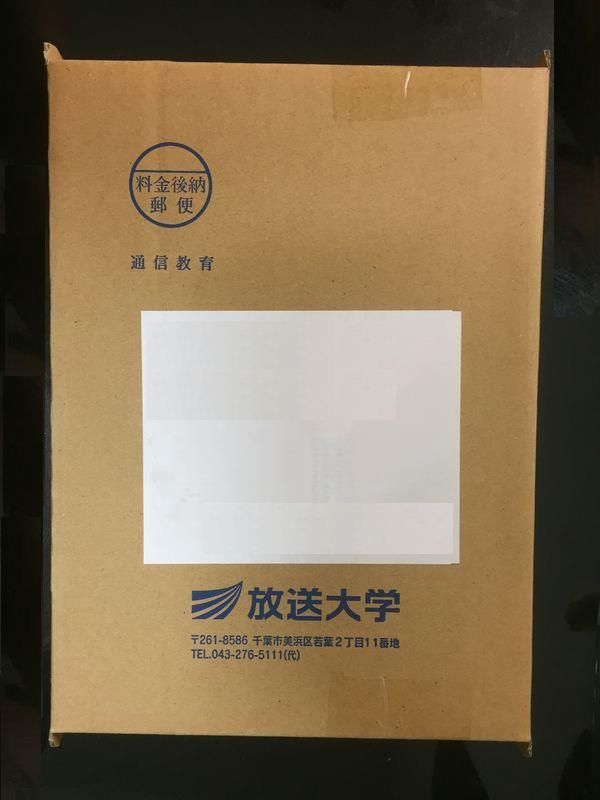 料金後納
郵便
通信教育
放送大学
〒261-8586 千葉市美浜区若葉2丁目11番地
TEL.043-276-5111(代)